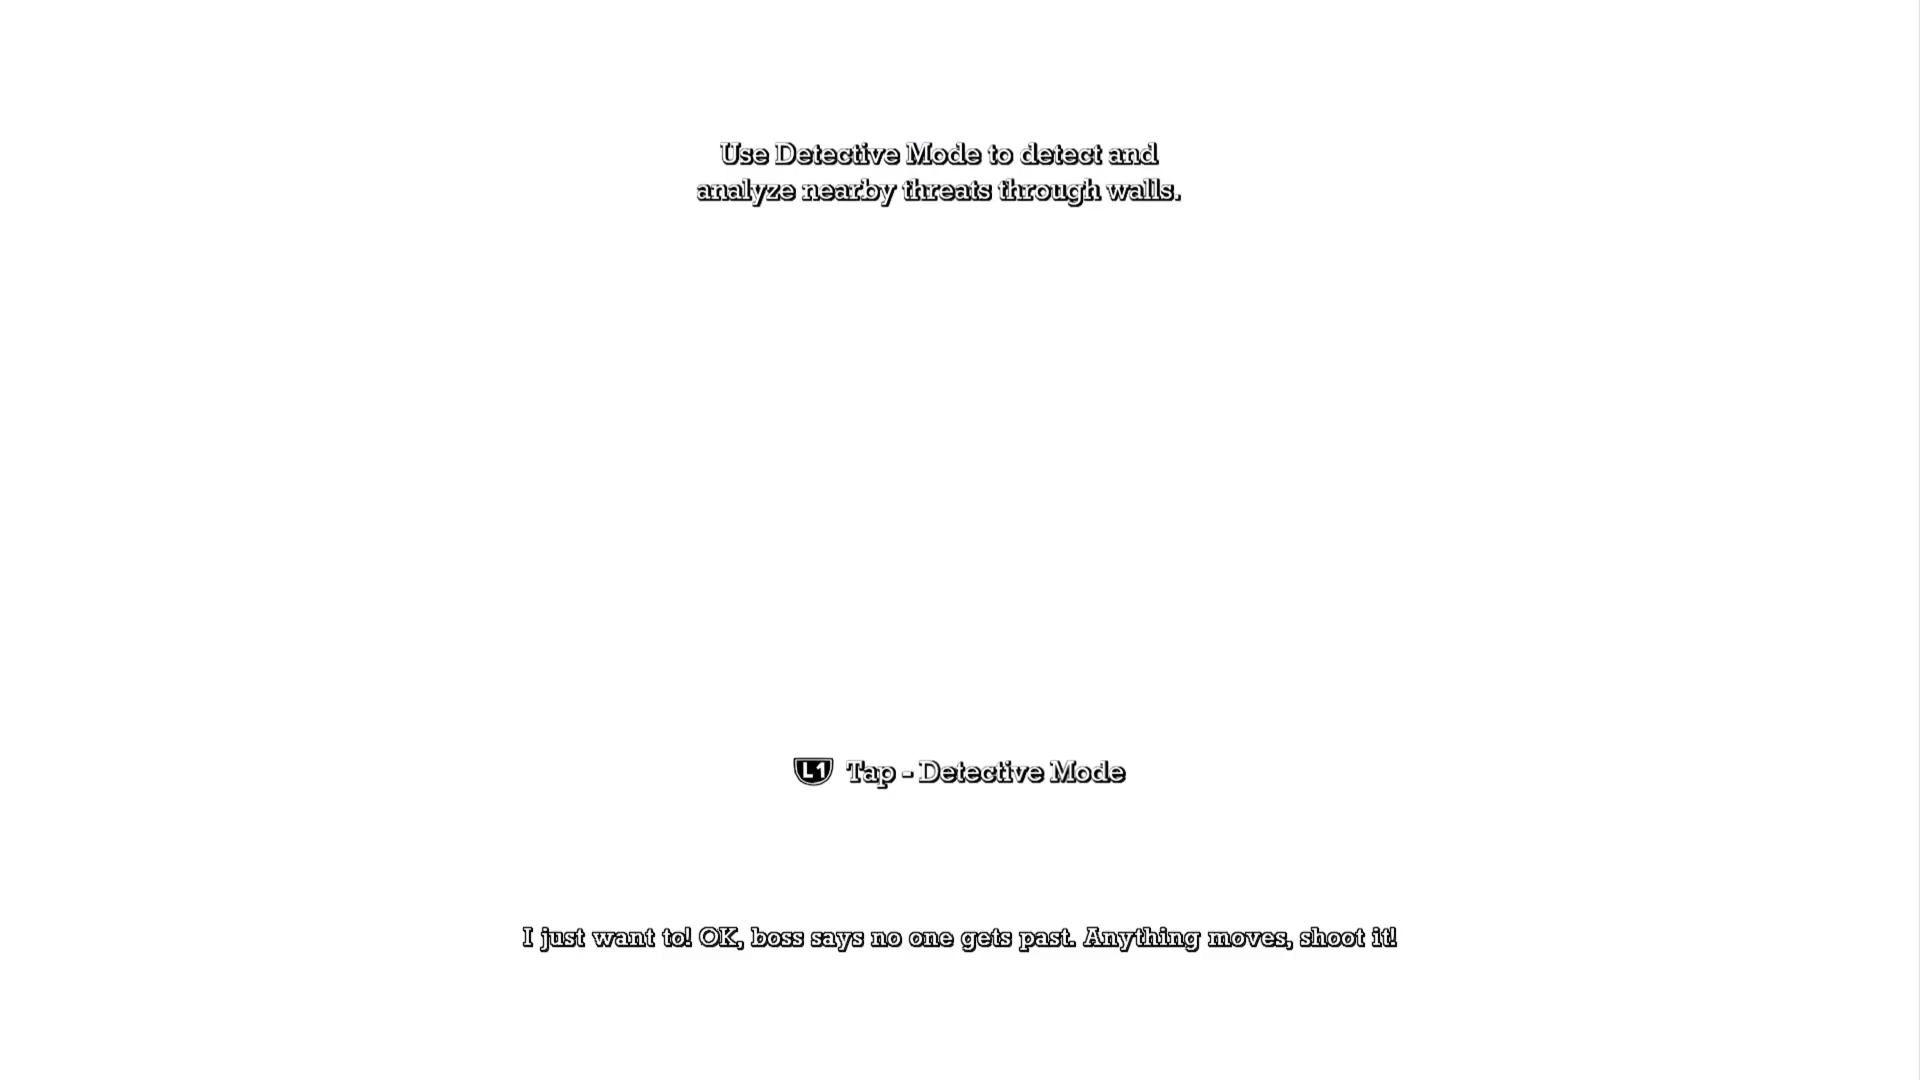 Use Detective Mode to detect and
analyze nearby threats through walls.
L1 Tap - Detective Mode
I just want to! OK, boss says no one gets past. Anything moves, shoot it!